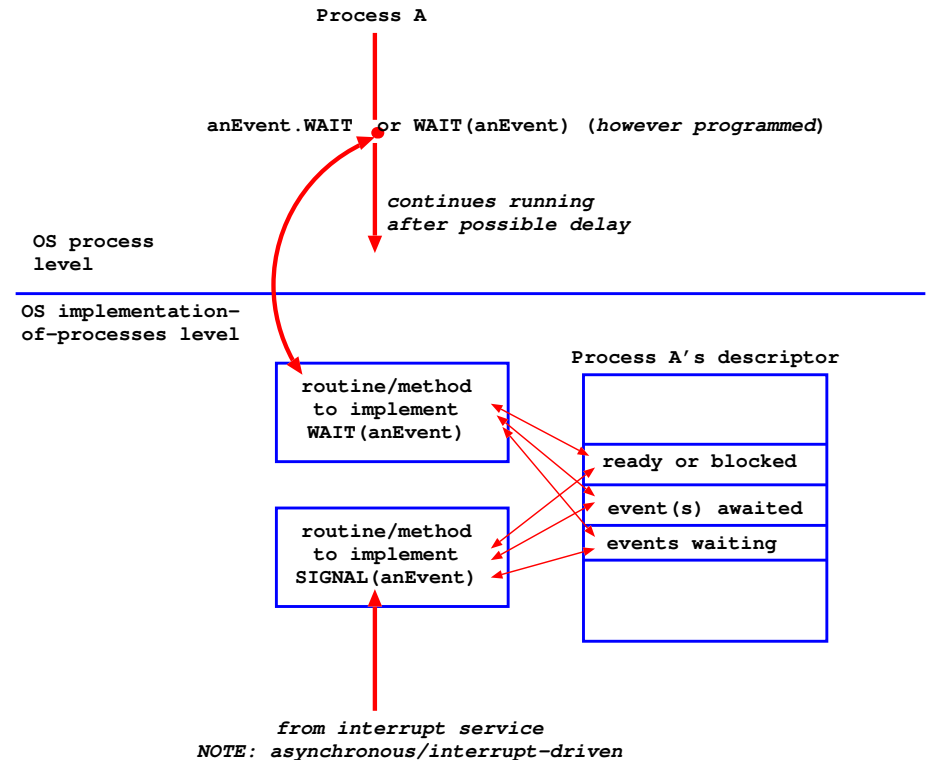 Process A
anEvent.WAIT or WAIT(anEvent) (however programmed)
continues running
after possible delay
OS process
level
OS implementation-
of-processes level
Process A's descriptor
routine/method
to implement
WAIT(anEvent)
ready or blocked
event(s) awaited
events waiting
routine/method
to implement
SIGNAL(anEvent)
from interrupt service
NOTE: asynchronous/interrupt-driven